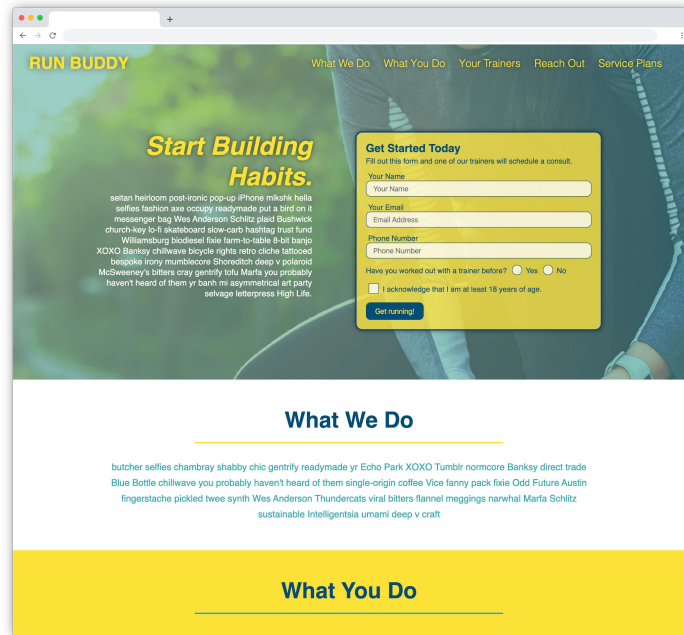 RUN BUDDY
What We Do What You Do Your Trainers Reach Out Service Plans
Start Building
Habits.
seitan heirloom post-ironic pop-up iPhone mikshk hella
selfies fashion axe occupy readymade put a bird on it
messenger bag Wes Anderson Schlitz plaid Bushwick
church-key lo-fi skateboard slow-carb hashtag trust fund
Williamsburg biodiesel fixie farm-to-table 8-bit banjo
XOXO Banksy chillwave bicycle rights retro cliche tattooed
bespoke irony mumblecore Shoreditch deep v polaroid
McSweeney's bitters cray gentrify tofu Marfa you probably
haven't heard of them yr banh mi asymmetrical art party
selvage letterpress High Life.
Get Started Today
Fill out this form and one of our trainers will schedule a consult.
Your Name
Your Name
Your Email
Email Address
Phone Number
Phone Number
Have you worked out with a trainer before? Yes No
I acknowledge that I am at least 18 years of age.
Get running!
What We Do
butcher selfies chambray shabby chic gentrify readymade yr Echo Park XOXO Tumblr normcore Banksy direct trade
Blue Bottle chillwave you probably haven't heard of them single-origin coffee Vice fanny pack fixie Odd Future Austin
fingerstache pickled twee synth Wes Anderson Thundercats viral bitters flannel meggings narwhal Marfa Schlitz
sustainable Intelligentsia umami deep v craft
What You Do